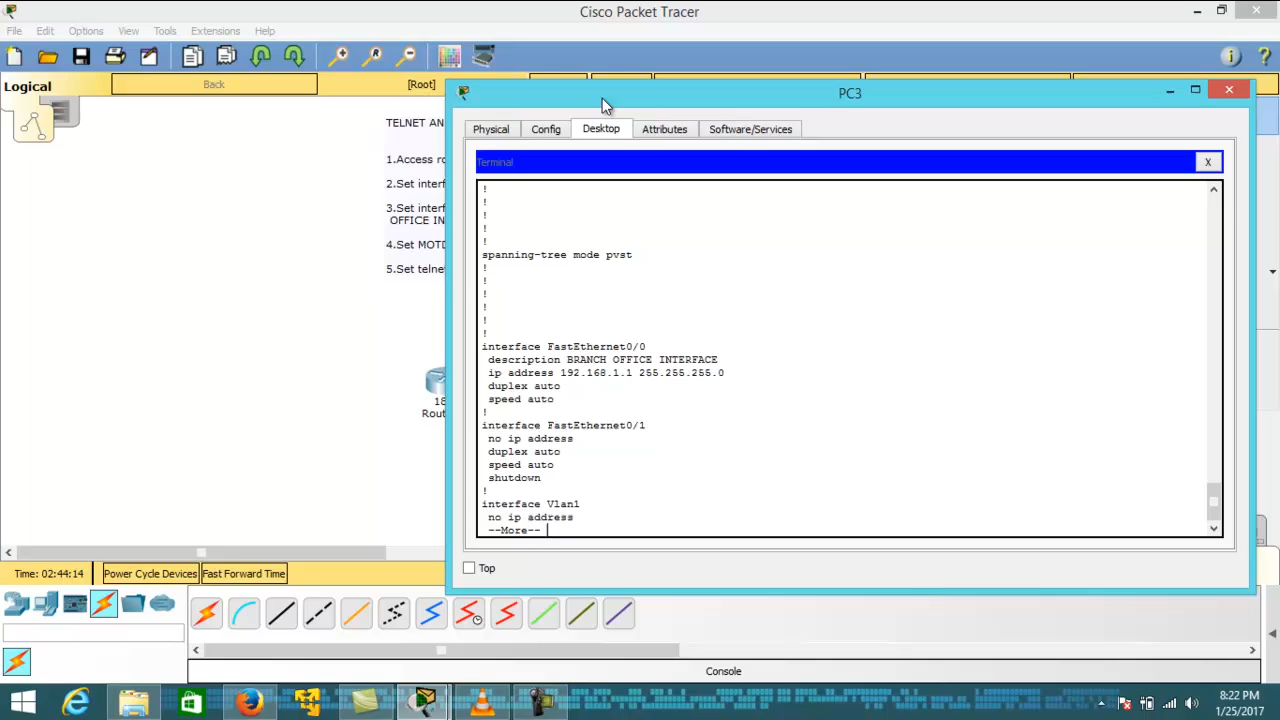 Cisco Packet Tracer
File Edit Options View Tools Extensions Help
Logical
Back
[Root]
TELNET AN
1.Access ro
2.Set interf
3.Set interf
OFFICE IN
4.Set MOTD
5.Set telnet
18
Rout
PC3
Physical Config Desktop Attributes Software/Services
Terminal
X
!
!
!
!
!
spanning-tree mode pvst
!
!
!
!
!
!
interface FastEthernet0/0
description BRANCH OFFICE INTERFACE
ip address 192.168.1.1 255.255.255.0
duplex auto
speed auto
!
interface FastEthernet0/1
no ip address
duplex auto
speed auto
shutdown
!
interface Vlan1
no ip address
--More--
Top
Time: 02:44:14 Power Cycle Devices Fast Forward Time
Console
8:22 PM
1/25/2017